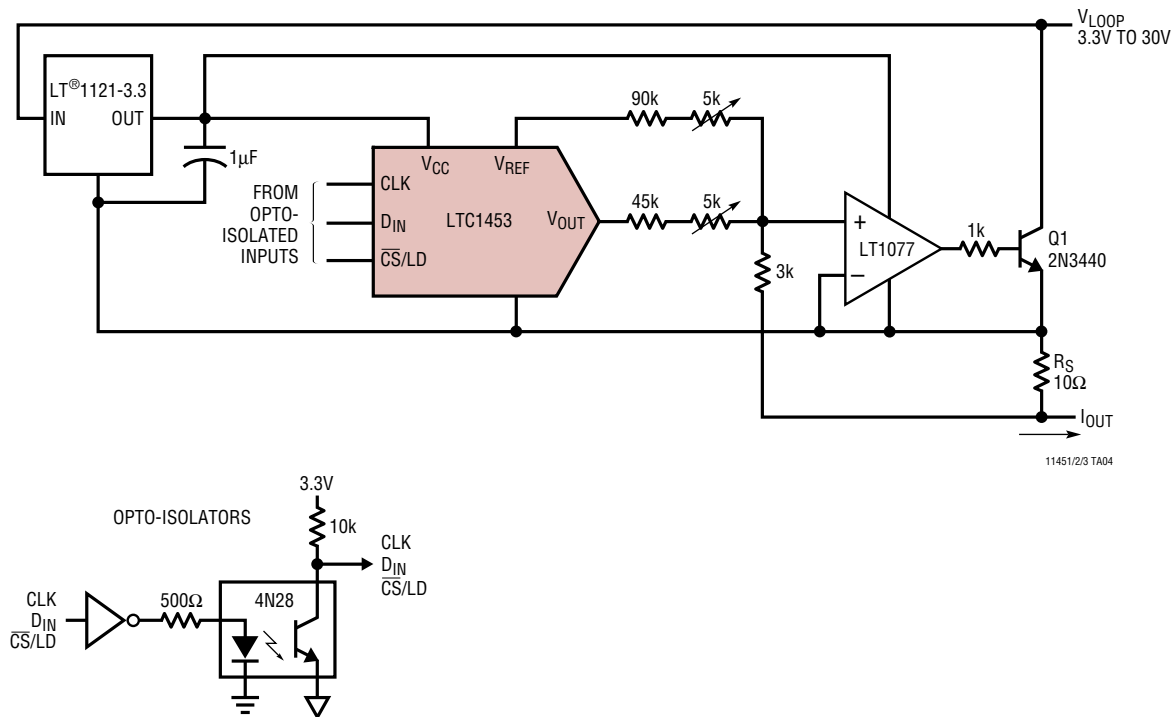 VLOOP
3.3V TO 30V
LT®1121-3.3
IN
OUT
1µF
90k
5k
VCC
VREF
FROM
OPTO-
ISOLATED
INPUTS
CLK
DIN
CS/LD
LTC1453
VOUT
45k
5k
3k
+
–
LT1077
1k
Q1
2N3440
RS
10Ω
IOUT
11451/2/3 TA04
OPTO-ISOLATORS
3.3V
10k
CLK
DIN
CS/LD
CLK
DIN
CS/LD
500Ω
4N28